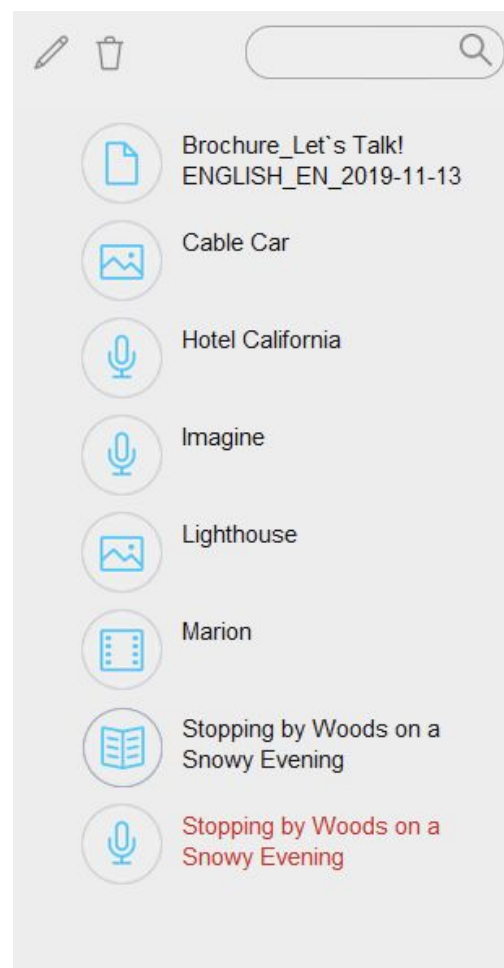 Brochure_Let`s Talk!
ENGLISH_EN_2019-11-13
Cable Car
Hotel California
Imagine
Lighthouse
Marion
Stopping by Woods on a
Snowy Evening
Stopping by Woods on a
Snowy Evening